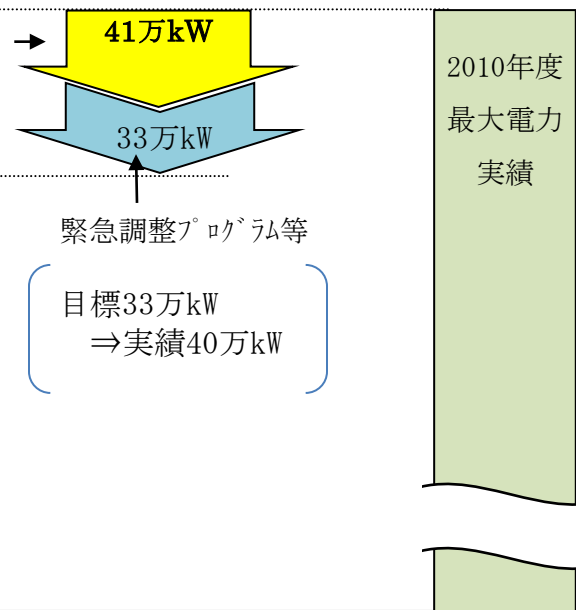 41万kW
33万kW
緊急調整ﾌﾟﾛｸﾞﾗﾑ等
目標33万kW
⇒実績40万kW
2010年度
最大電力
実績